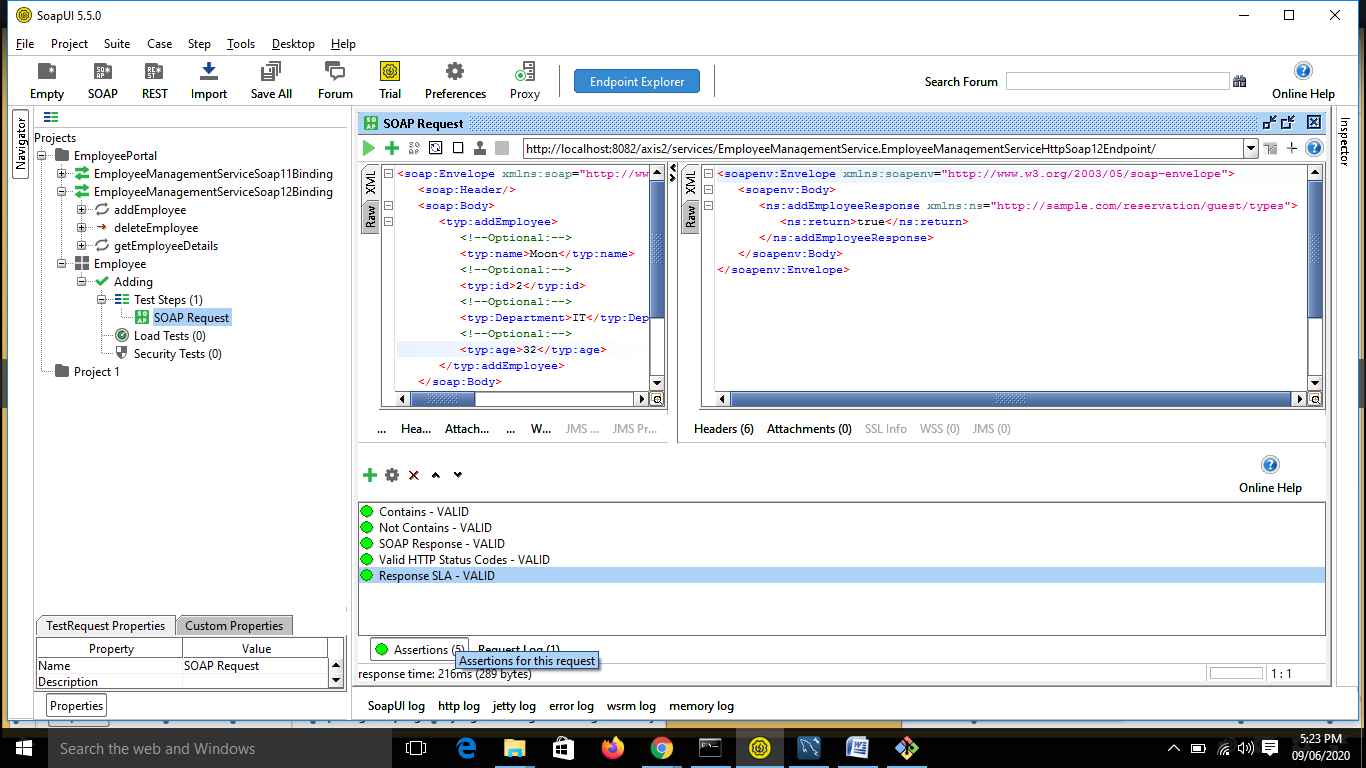 SoapUI 5.5.0
File Project Suite Case Step Tools Desktop Help
Empty SOAP REST Import Save All Forum Trial Preferences Proxy Endpoint Explorer Search Forum Online Help
Navigator
Projects
EmployeePortal
EmployeeManagementServiceSoap11Binding
EmployeeManagementServiceSoap12Binding
addEmployee
deleteEmployee
getEmployeeDetails
Employee
Adding
Test Steps (1)
SOAP Request
Load Tests (0)
Security Tests (0)
Project 1
TestRequest Properties Custom Properties
Property Value
Name SOAP Request
Description
Properties
SOAP Request
http://localhost:8082/axis2/services/EmployeeManagementService.EmployeeManagementServiceHttpSoap12Endpoint/
XML
Raw
<soap:Envelope xmlns:soap="http://ww
<soap:Header/>
<soap:Body>
<typ:addEmployee>
<!--Optional:-->
<typ:name>Moon</typ:name>
<!--Optional:-->
<typ:id>2</typ:id>
<!--Optional:-->
<typ:Department>IT</typ:Dep
<!--Optional:-->
<typ:age>32</typ:age>
</typ:addEmployee>
</soap:Body>
... Hea... Attach... ... W... JMS ... JMS Pr...
XML
Raw
<soapenv:Envelope xmlns:soapenv="http://www.w3.org/2003/05/soap-envelope">
<soapenv:Body>
<ns:addEmployeeResponse xmlns:ns="http://sample.com/reservation/guest/types">
<ns:return>true</ns:return>
</ns:addEmployeeResponse>
</soapenv:Body>
</soapenv:Envelope>
Headers (6) Attachments (0) SSL Info WSS (0) JMS (0)
Inspector
Online Help
Contains - VALID
Not Contains - VALID
SOAP Response - VALID
Valid HTTP Status Codes - VALID
Response SLA - VALID
Assertions (5) Request Log (1)
Assertions for this request
response time: 216ms (289 bytes) 1 : 1
SoapUI log http log jetty log error log wsrm log memory log
Search the web and Windows
5:23 PM
09/06/2020